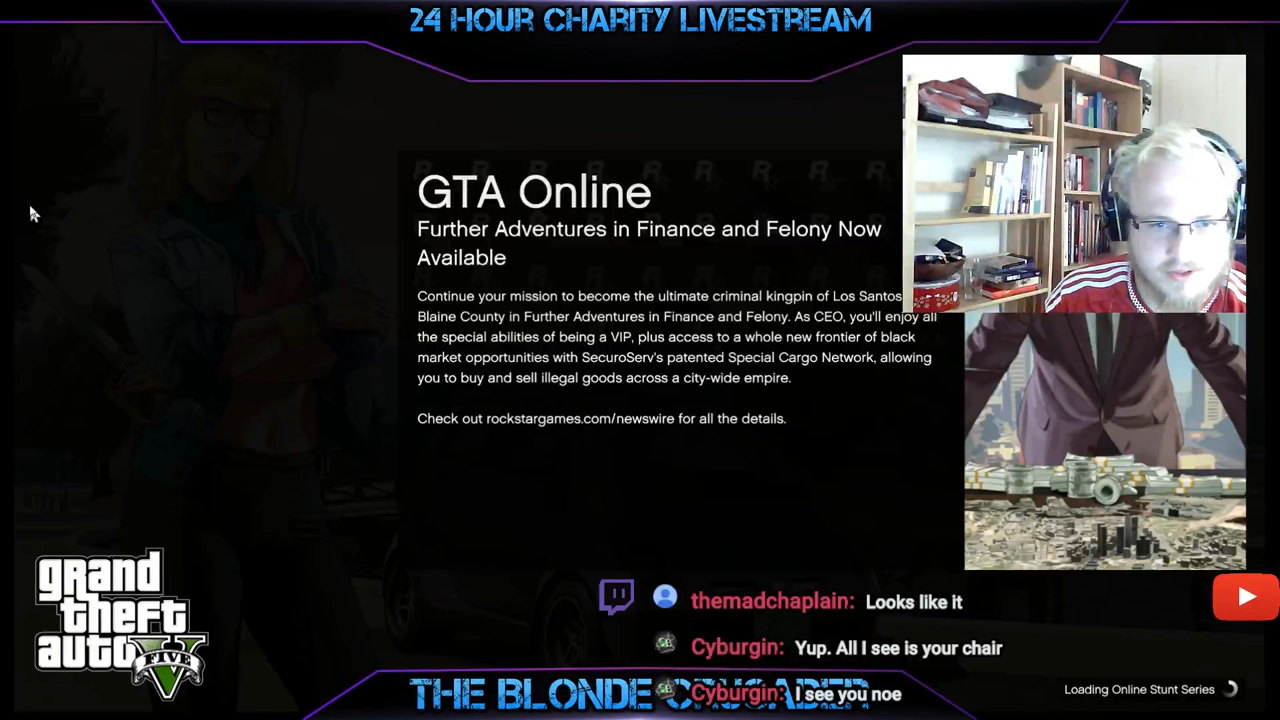 24 HOUR CHARITY LIVESTREAM
GTA Online
Further Adventures in Finance and Felony Now
Available
Continue your mission to become the ultimate criminal kingpin of Los Santos
Blaine County in Further Adventures in Finance and Felony. As CEO, you'll enjoy all
the special abilities of being a VIP, plus access to a whole new frontier of black
market opportunities with SecuroServ's patented Special Cargo Network, allowing
you to buy and sell illegal goods across a city-wide empire.
Check out rockstargames.com/newswire for all the details.
grand
theft
auto V
FIVE
themadchaplain: Looks like it
Cyburgin: Yup. All I see is your chair
THE BLONDE CRUSADER
Cyburgin: I see you noe
Loading Online Stunt Series